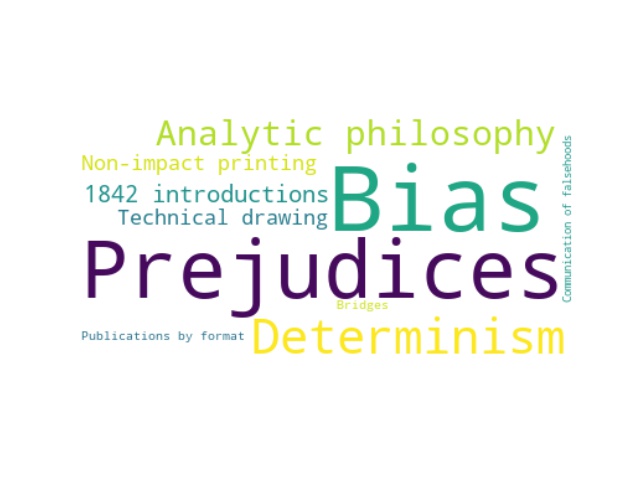 Analytic philosophy
Non-impact printing
1842 introductions
Technical drawing
Bias
Communication of falsehoods
Prejudices
Bridges
Publications by format
Determinism